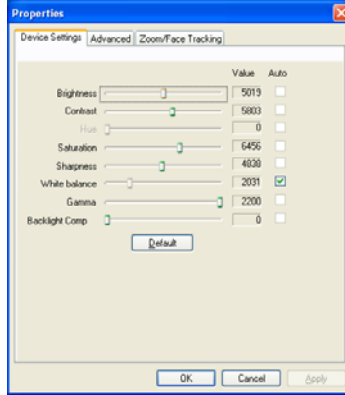 Properties
Device Settings Advanced Zoom/Face Tracking
Value Auto
Brightness 5019
Contrast 5803
Hue 0
Saturation 6456
Sharpness 4838
White balance 2031
Gamma 2200
Backlight Comp 0
Default
OK Cancel Apply